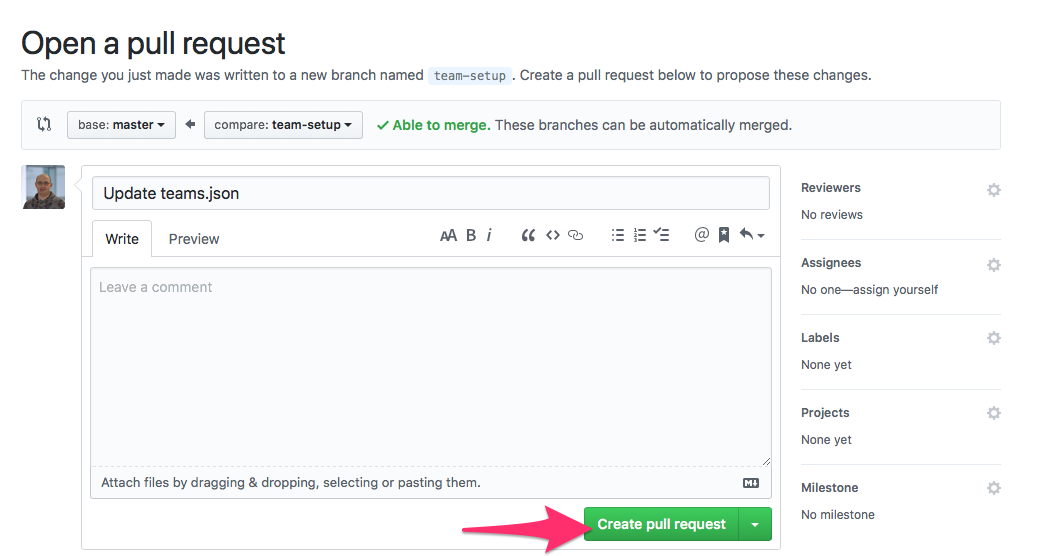 Open a pull request
The change you just made was written to a new branch named team-setup. Create a pull request below to propose these changes.
base: master compare: team-setup Able to merge. These branches can be automatically merged.
Update teams.json
Write Preview AA B i @
Leave a comment
Attach files by dragging & dropping, selecting or pasting them.
Create pull request
Reviewers
No reviews
Assignees
No one—assign yourself
Labels
None yet
Projects
None yet
Milestone
No milestone